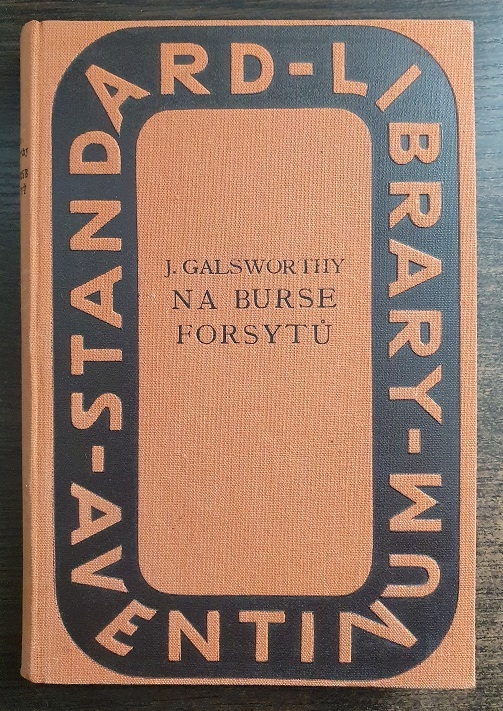 STANDARD-LIBRARY-
AVENTINUM-
J. GALSWORTHY
NA BURSE
FORSYTŮ